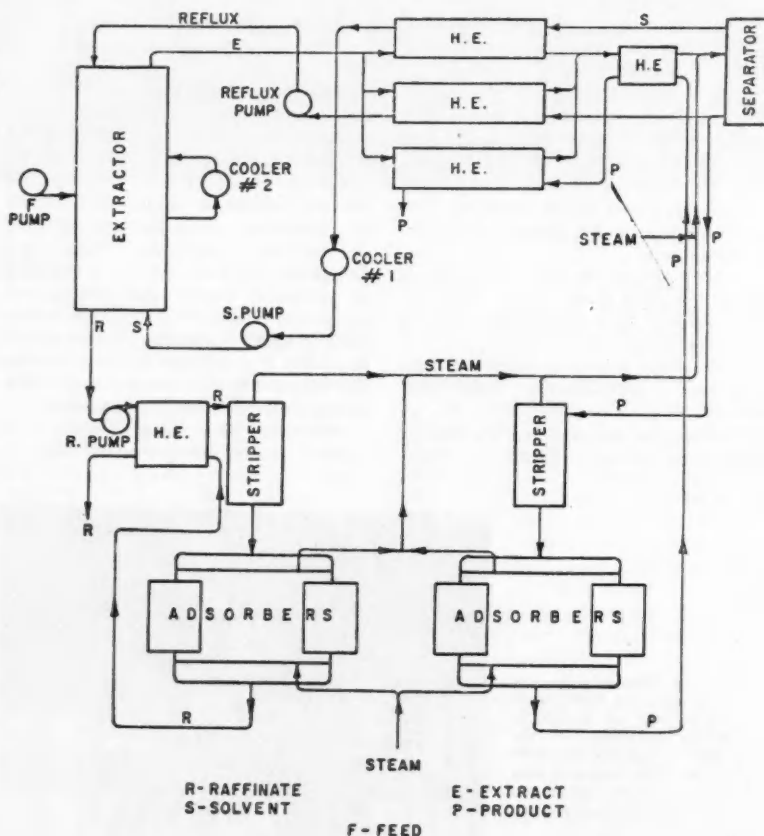 REFLUX
E
S
H.E.
H.E
SEPARATOR
REFLUX
PUMP
H.E.
EXTRACTOR
COOLER
#2
F
PUMP
H.E.
P
P
STEAM
P
P
COOLER
#1
S. PUMP
R
S
STEAM
R
P
R. PUMP
H.E.
STRIPPER
STRIPPER
R
ADSORBERS
ADSORBERS
R
P
STEAM
R-RAFFINATE
S-SOLVENT
E-EXTRACT
P-PRODUCT
F-FEED